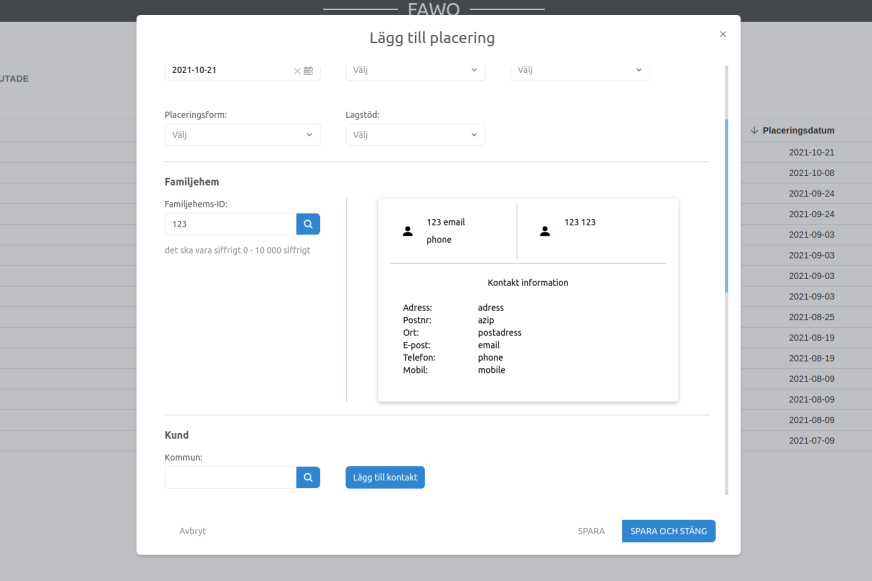 FAWO
Lägg till placering
UTADE
2021-10-21
Välj
Välj
Placeringsform:
Lagstöd:
Välj
Välj
Placeringsdatum
2021-10-21
2021-10-08
2021-09-24
2021-09-24
2021-09-03
2021-09-03
2021-09-03
2021-09-03
2021-08-25
2021-08-19
2021-08-19
2021-08-09
2021-08-09
2021-08-09
2021-07-09
Familjehem
Familjehems-ID:
123
det ska vara siffrigt 0 - 10 000 siffrigt
123 email
phone
123 123
Kontakt information
Adress: adress
Postnr: azip
Ort: postadress
E-post: email
Telefon: phone
Mobil: mobile
Kund
Kommun:
Lägg till kontakt
Avbryt
SPARA
SPARA OCH STÄNG